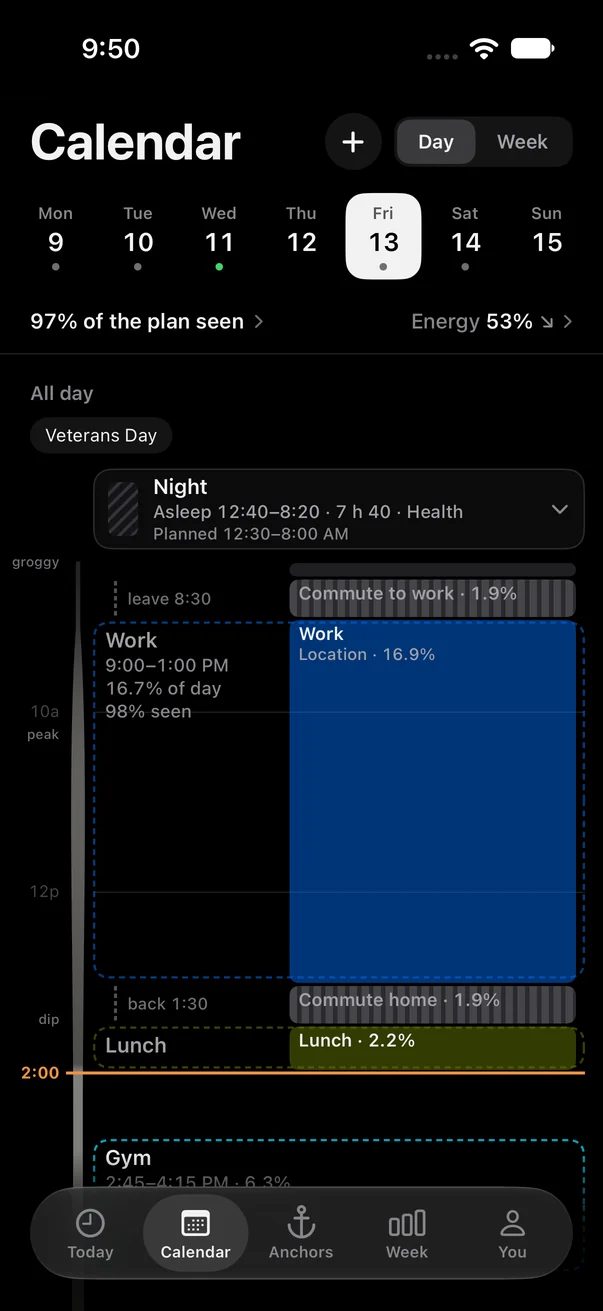 9:50
Calendar
Day
Week
Mon
Tue
Wed
Thu
Fri
Sat
Sun
9
10
11
12
13
14
15
97% of the plan seen
Energy 53%
All day
Veterans Day
Night
Asleep 12:40–8:20 · 7 h 40 · Health
Planned 12:30–8:00 AM
groggy
leave 8:30
Commute to work · 1.9%
Work
9:00–1:00 PM
16.7% of day
98% seen
Work
Location · 16.9%
10a
peak
12p
back 1:30
Commute home · 1.9%
dip
Lunch
Lunch · 2.2%
2:00
Gym
2:45–4:15 PM · 6.3%
Today
Calendar
Anchors
Week
You